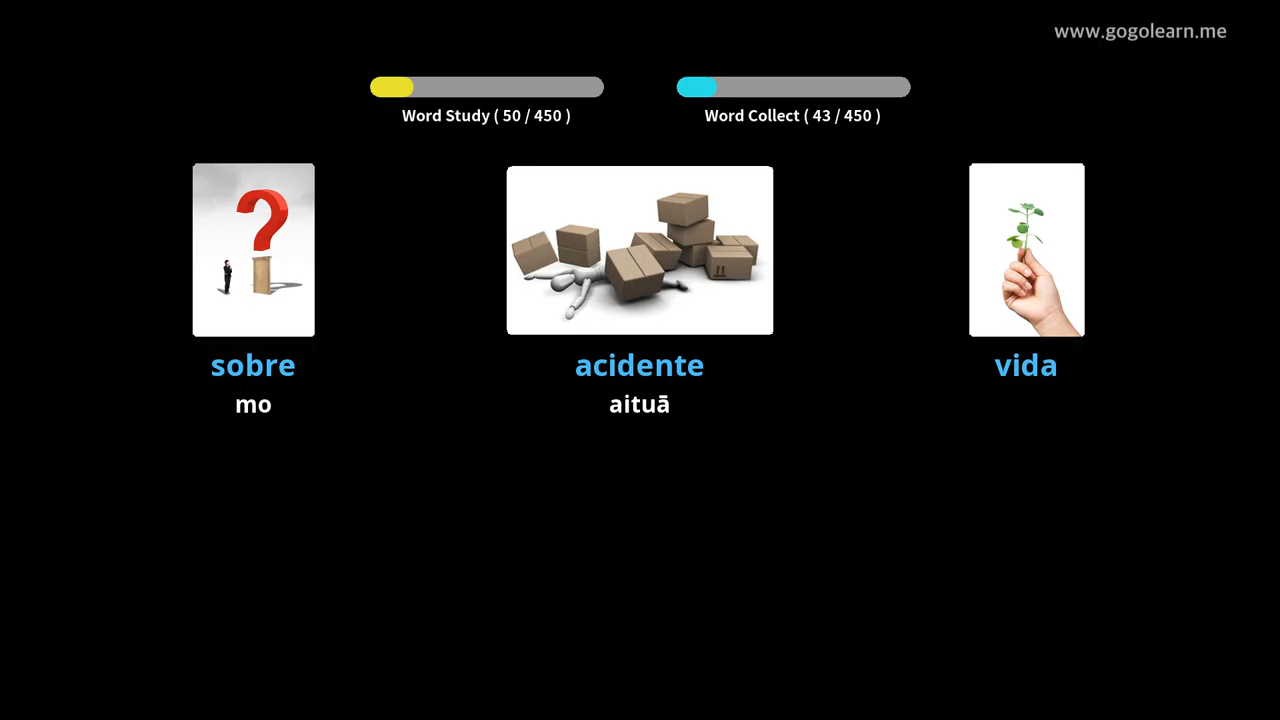 www.gogolearn.me
Word Study ( 50 / 450 )
Word Collect ( 43 / 450 )
sobre
mo
acidente
aituā
vida